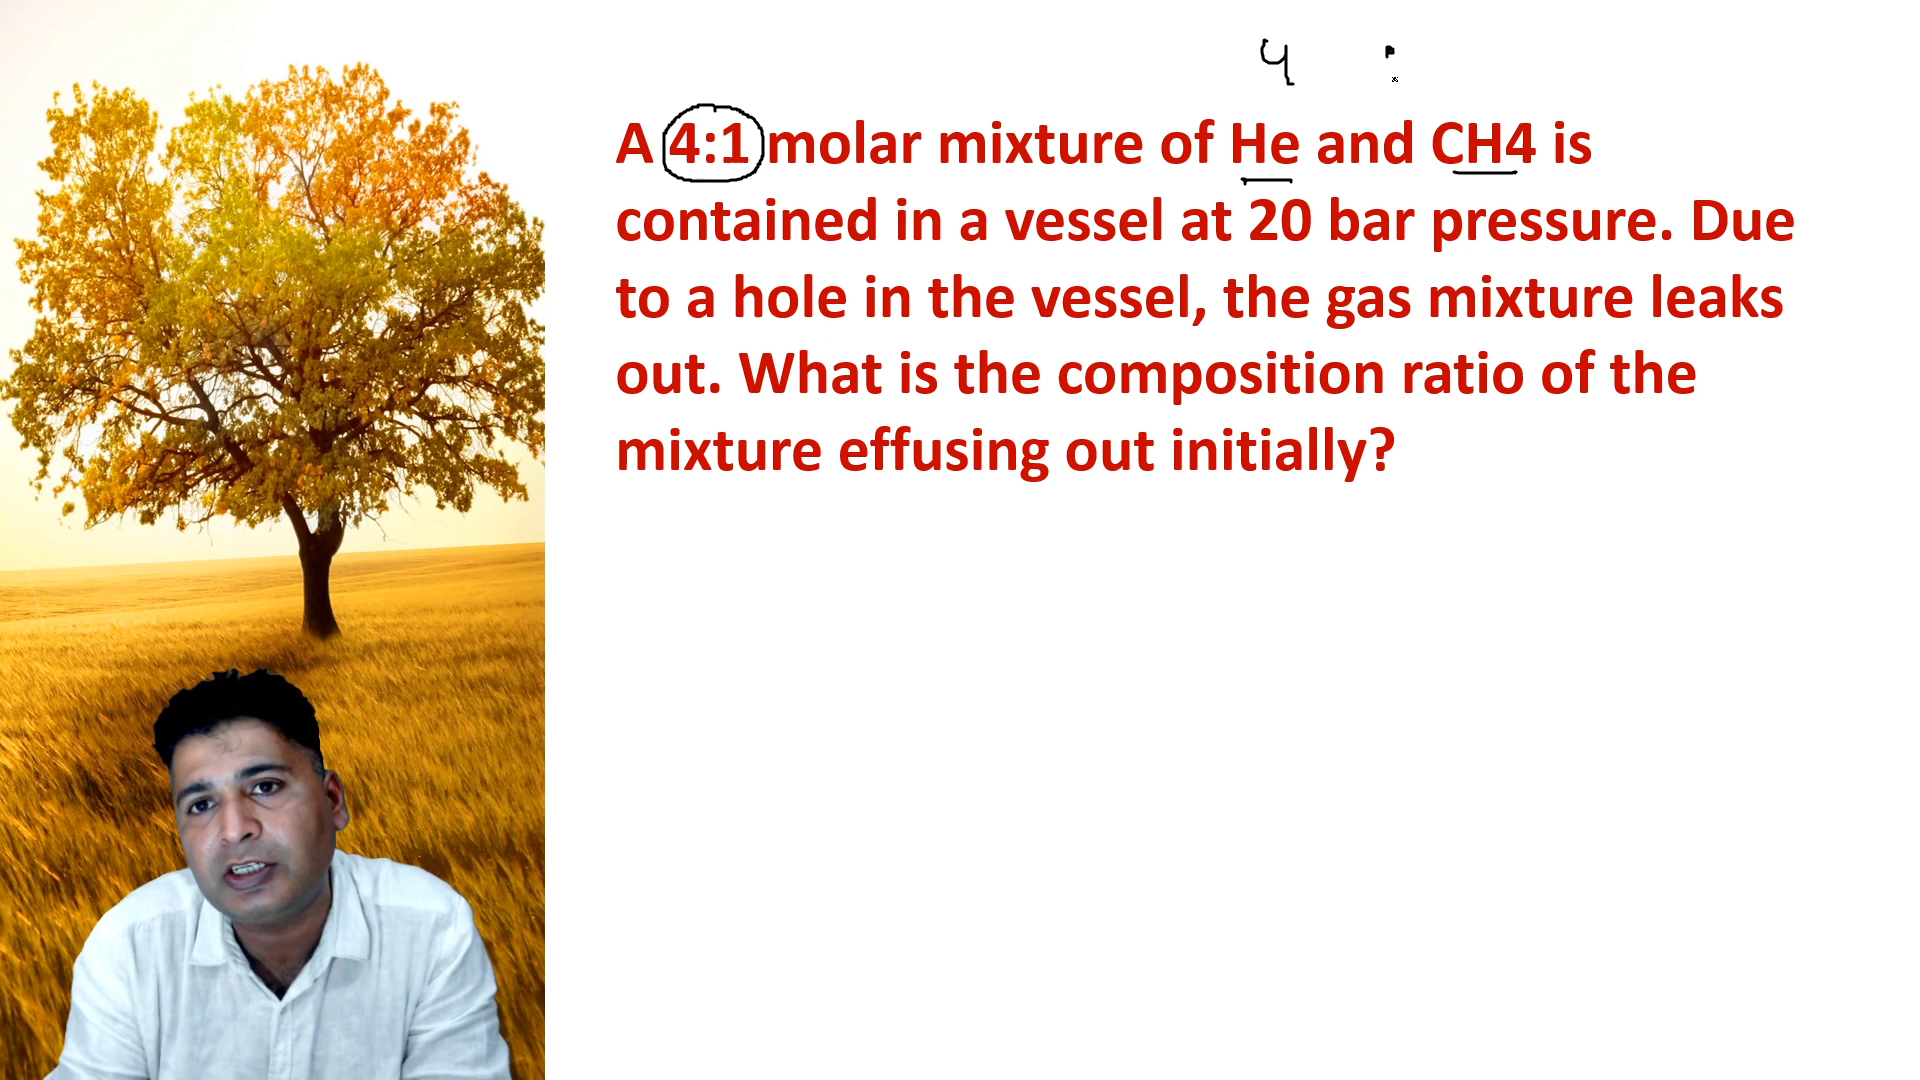 4 :
A 4:1 molar mixture of He and CH4 is
contained in a vessel at 20 bar pressure. Due
to a hole in the vessel, the gas mixture leaks
out. What is the composition ratio of the
mixture effusing out initially?